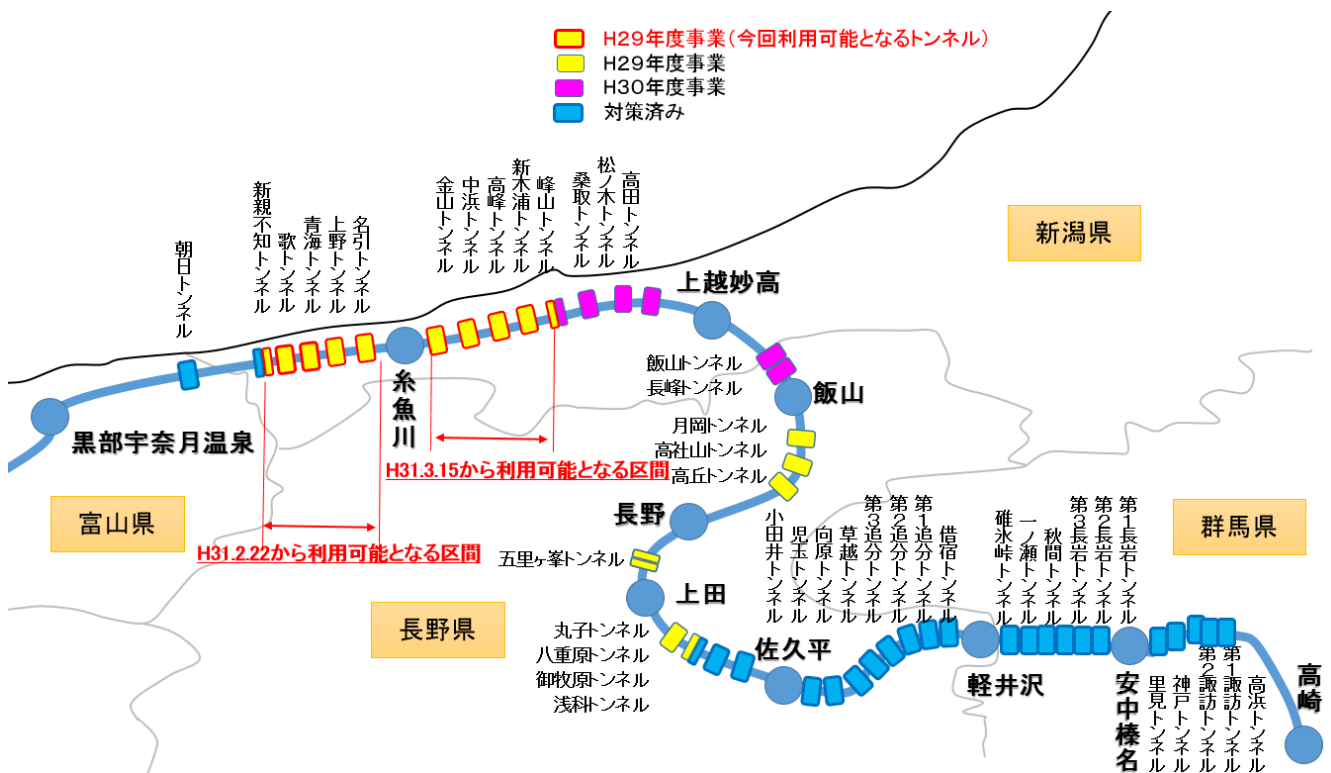 H29年度事業(今回利用可能となるトンネル)
H29年度事業
H30年度事業
対策済み
新潟県
富山県
長野県
群馬県
朝日トンネル
新親不知トンネル
歌トンネル
青海トンネル
上野トンネル
名引トンネル
金山トンネル
中浜トンネル
高峰トンネル
新木浦トンネル
峰山トンネル
桑取トンネル
松ノ木トンネル
高田トンネル
黒部宇奈月温泉
糸魚川
上越妙高
H31.2.22から利用可能となる区間
H31.3.15から利用可能となる区間
飯山トンネル
長峰トンネル
飯山
月岡トンネル
高社山トンネル
高丘トンネル
長野
五里ヶ峯トンネル
上田
丸子トンネル
八重原トンネル
御牧原トンネル
浅科トンネル
佐久平
小田井トンネル
児玉トンネル
向原トンネル
草越トンネル
第3追分トンネル
第2追分トンネル
第1追分トンネル
借宿トンネル
軽井沢
碓氷峠トンネル
一ノ瀬トンネル
秋間トンネル
第3長岩トンネル
第2長岩トンネル
第1長岩トンネル
安中榛名
里見トンネル
神戸トンネル
第2諏訪トンネル
第1諏訪トンネル
高浜トンネル
高崎